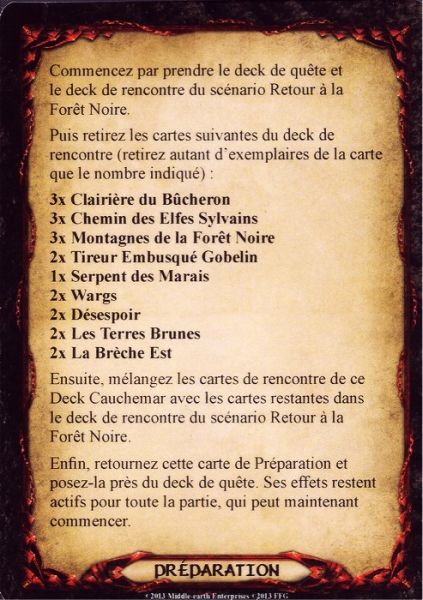 Commencez par prendre le deck de quête et
le deck de rencontre du scénario Retour à la
Forêt Noire.
Puis retirez les cartes suivantes du deck de
rencontre (retirez autant d'exemplaires de la carte
que le nombre indiqué) :
3x Clairière du Bûcheron
3x Chemin des Elfes Sylvains
3x Montagnes de la Forêt Noire
2x Tireur Embusqué Gobelin
1x Serpent des Marais
2x Wargs
2x Désespoir
2x Les Terres Brunes
2x La Brèche Est
Ensuite, mélangez les cartes de rencontre de ce
Deck Cauchemar avec les cartes restantes dans
le deck de rencontre du scénario Retour à la
Forêt Noire.
Enfin, retournez cette carte de Préparation et
posez-la près du deck de quête. Ses effets restent
actifs pour toute la partie, qui peut maintenant
commencer.
PRÉPARATION
©2013 Middle-earth Enterprises ©2013 FFG